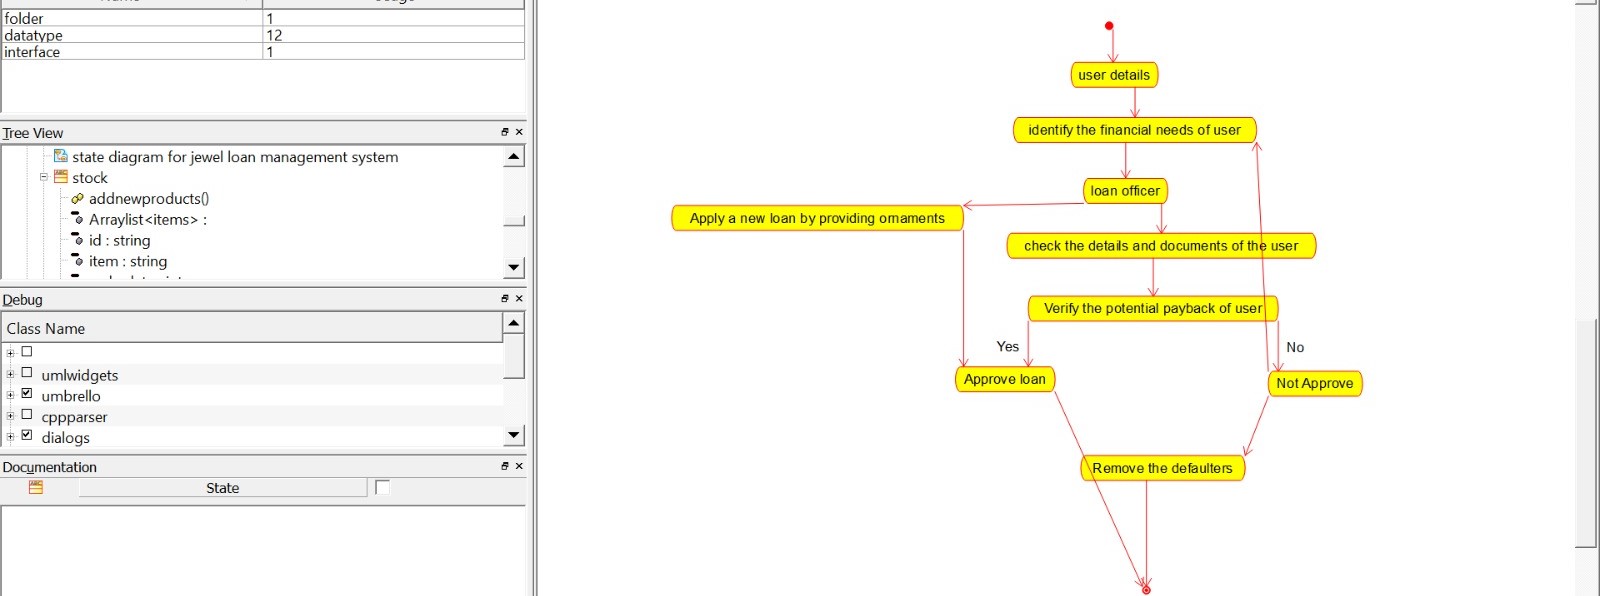 folder 1
datatype 12
interface 1
Tree View
state diagram for jewel loan management system
stock
addnewproducts()
Arraylist<items> :
id : string
item : string
Debug
Class Name
umlwidgets
umbrello
cppparser
dialogs
Documentation
State
user details
identify the financial needs of user
loan officer
Apply a new loan by providing ornaments
check the details and documents of the user
Verify the potential payback of user
Yes
No
Approve loan
Not Approve
Remove the defaulters